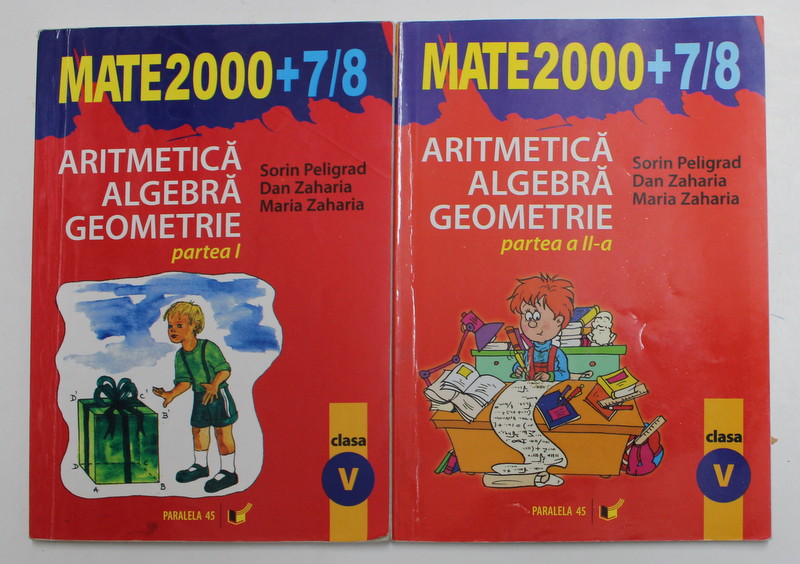 MATE2000+7/8
ARITMETICĂ
ALGEBRĂ
GEOMETRIE
partea I
Sorin Peligrad
Dan Zaharia
Maria Zaharia
D'
C'
B'
D
C
A
B
clasa
V
PARALELA 45
MATE2000+7/8
ARITMETICĂ
ALGEBRĂ
GEOMETRIE
partea a II-a
Sorin Peligrad
Dan Zaharia
Maria Zaharia
clasa
V
PARALELA 45